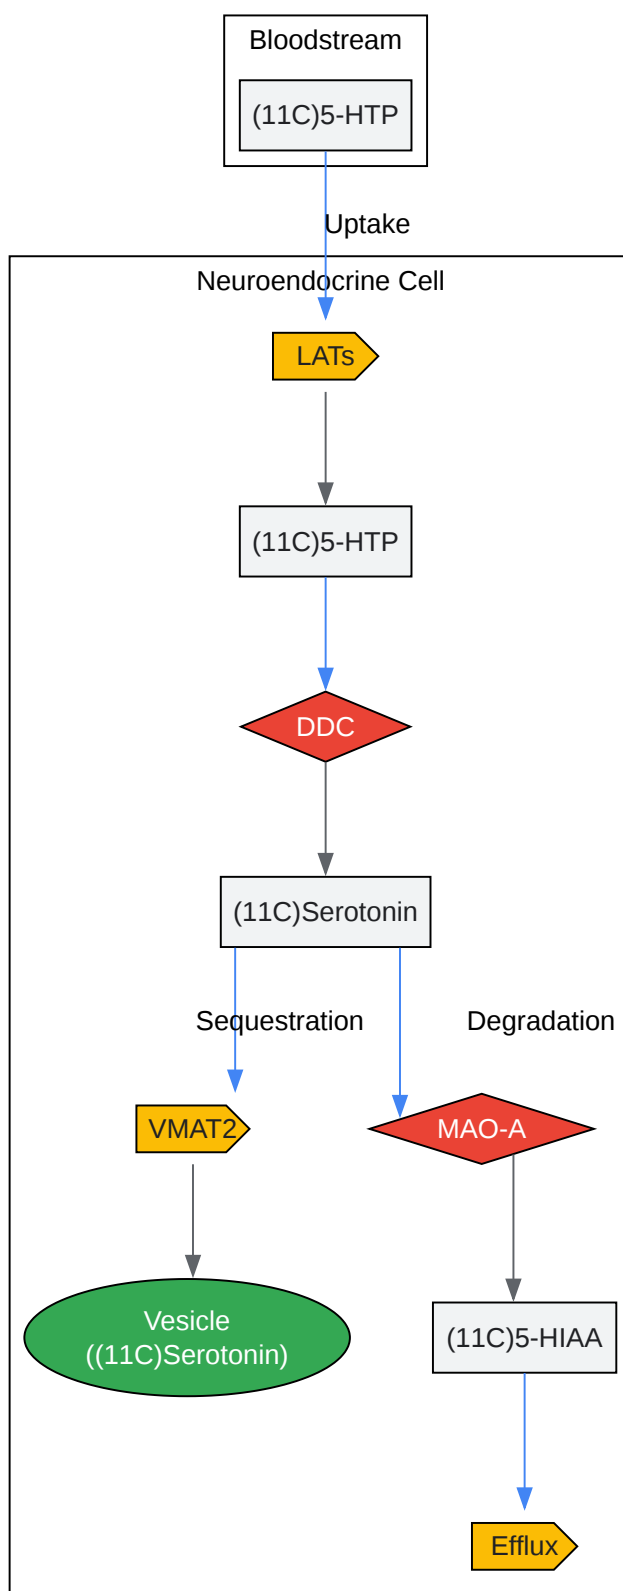 Bloodstream
(11C)5-HTP
Uptake
Neuroendocrine Cell
LATs
(11C)5-HTP
DDC
(11C)Serotonin
Sequestration
Degradation
VMAT2
MAO-A
Vesicle
((11C)Serotonin)
(11C)5-HIAA
Efflux